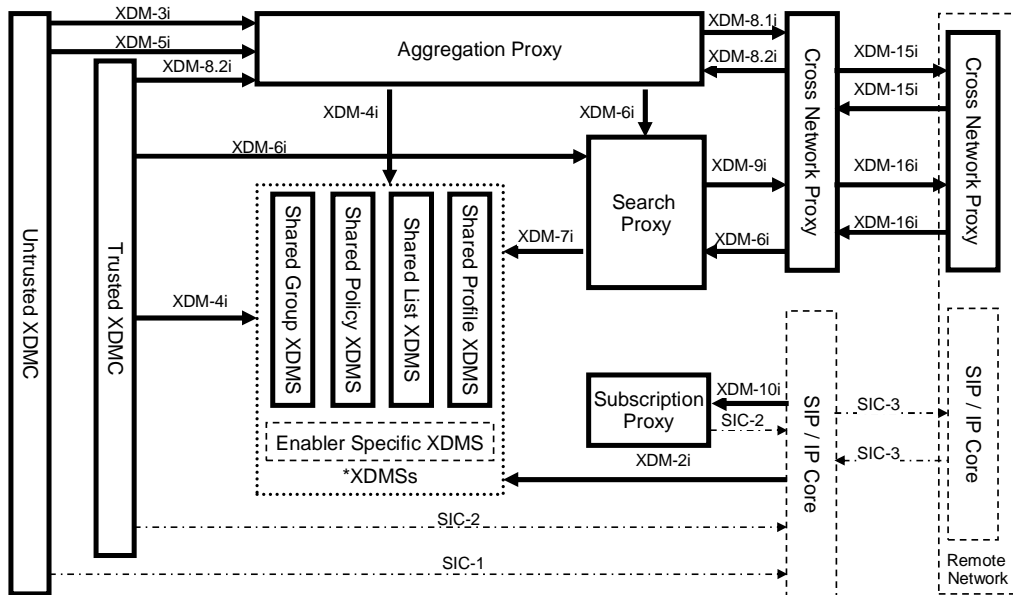 XDM-3i
XDM-5i
XDM-8.2i
Aggregation Proxy
XDM-8.1i
XDM-8.2i
XDM-15i
XDM-15i
Cross Network Proxy
Cross Network Proxy
XDM-4i
XDM-6i
XDM-6i
Search
Proxy
XDM-9i
XDM-16i
XDM-16i
XDM-6i
XDM-7i
Untrusted XDMC
Trusted XDMC
XDM-4i
Shared Group XDMS
Shared Policy XDMS
Shared List XDMS
Shared Profile XDMS
Enabler Specific XDMS
*XDMSs
Subscription
Proxy
XDM-10i
SIC-2
XDM-2i
SIP / IP Core
SIC-3
SIC-3
SIP / IP Core
SIC-2
SIC-1
Remote
Network